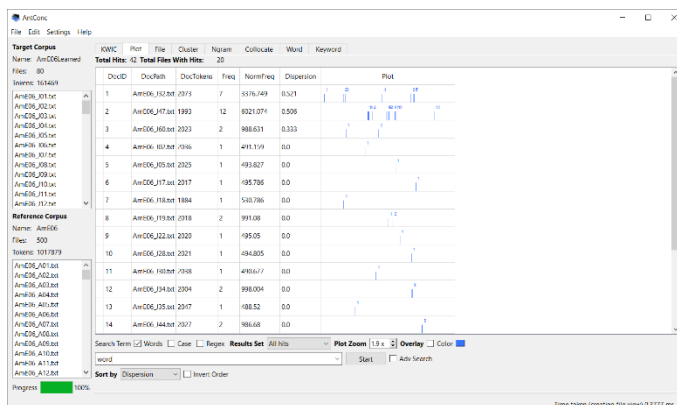 AntConc
File Edit Settings Help
Target Corpus
Name: AmE06Learned
Files: 80
Tokens: 161469
AmE06_J01.txt
AmE06_J02.txt
AmE06_J03.txt
AmE06_J04.txt
AmE06_J05.txt
AmE06_J06.txt
AmE06_J07.txt
AmE06_J08.txt
AmE06_J09.txt
AmE06_J10.txt
AmE06_J11.txt
AmE06_J12.txt
Reference Corpus
Name: AmE06
Files: 500
Tokens: 1017879
AmE06_A01.txt
AmE06_A02.txt
AmE06_A03.txt
AmE06_A04.txt
AmE06_A05.txt
AmE06_A06.txt
AmE06_A07.txt
AmE06_A08.txt
AmE06_A09.txt
AmE06_A10.txt
AmE06_A11.txt
AmE06_A12.txt
Progress 100%
KWIC Plot File Cluster Ngram Collocate Word Keyword
Total Hits: 42 Total Files With Hits: 20
DocID DocPath DocTokens Freq NormFreq Dispersion Plot
1 AmE06_J32.txt 2073 7 3376.749 0.521
2 AmE06_J47.txt 1993 12 6021.074 0.506
3 AmE06_J60.txt 2023 2 988.631 0.333
4 AmE06_J02.txt 2036 1 491.159 0.0
5 AmE06_J05.txt 2025 1 493.827 0.0
6 AmE06_J17.txt 2017 1 495.786 0.0
7 AmE06_J18.txt 1884 1 530.786 0.0
8 AmE06_J19.txt 2018 2 991.08 0.0
9 AmE06_J22.txt 2020 1 495.05 0.0
10 AmE06_J28.txt 2021 1 494.805 0.0
11 AmE06_J30.txt 2038 1 490.677 0.0
12 AmE06_J34.txt 2004 2 998.004 0.0
13 AmE06_J35.txt 2047 1 488.52 0.0
14 AmE06_J44.txt 2027 2 986.68 0.0
Search Term Words Case Regex Results Set All hits Plot Zoom 1.9 x Overlay Color
word Start Adv Search
Sort by Dispersion Invert Order
Time taken (creating file view) 0.3777 ms